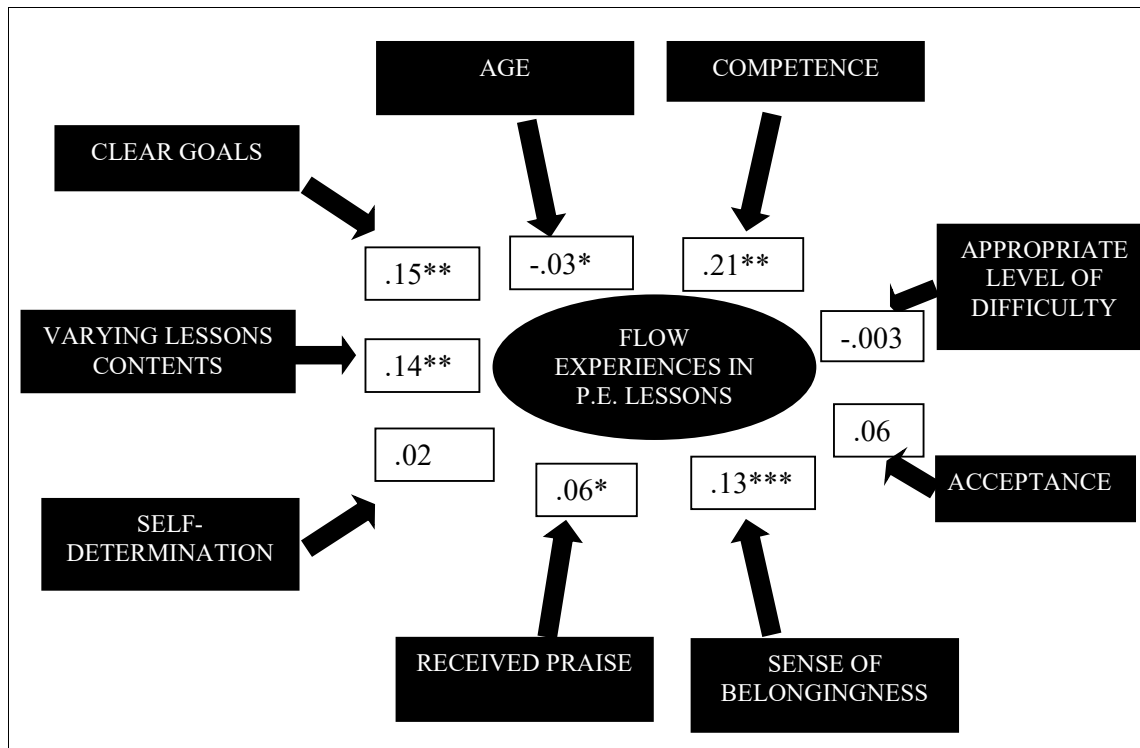 AGE
COMPETENCE
CLEAR GOALS
.15**
-.03*
.21**
APPROPRIATE
LEVEL OF
DIFFICULTY
-.003
VARYING LESSONS
CONTENTS
.14**
FLOW
EXPERIENCES IN
P.E. LESSONS
.02
.06*
.13***
.06
ACCEPTANCE
SELF-
DETERMINATION
RECEIVED PRAISE
SENSE OF
BELONGINGNESS